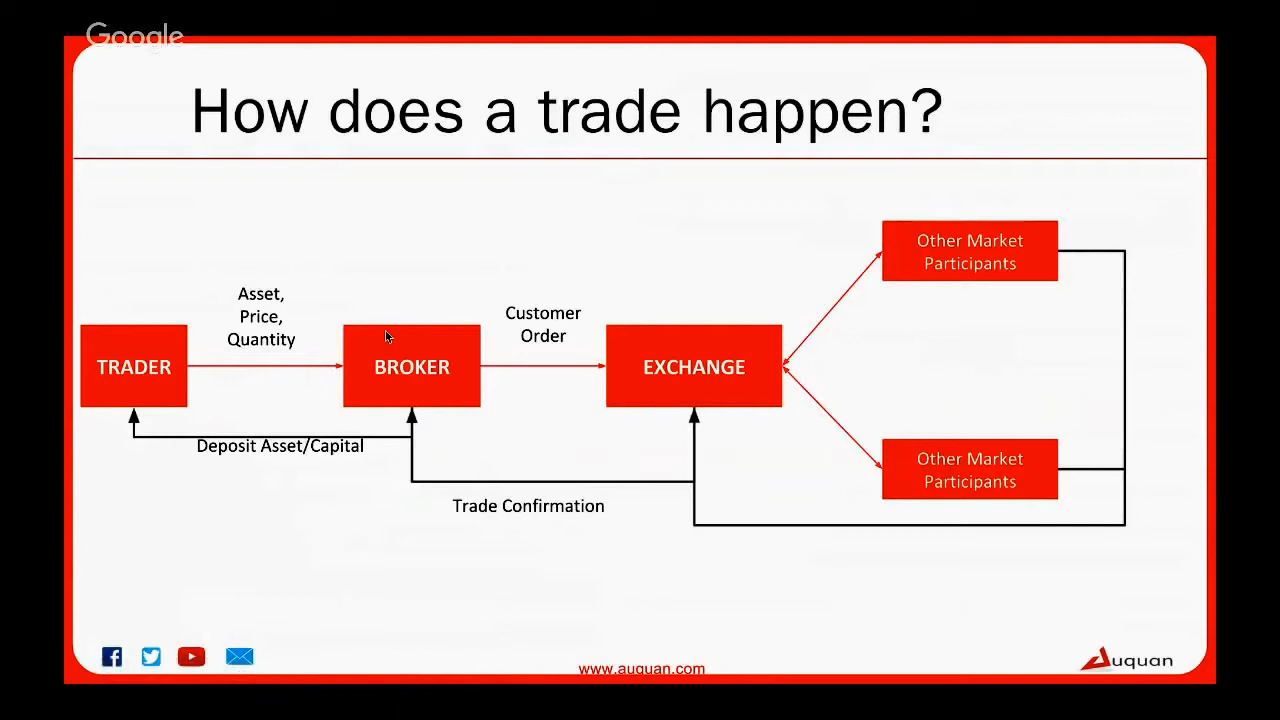 Google
How does a trade happen?
Other Market
Participants
Asset,
Price,
Quantity
Customer
Order
TRADER
BROKER
EXCHANGE
Deposit Asset/Capital
Other Market
Participants
Trade Confirmation
www.auquan.com
Auquan